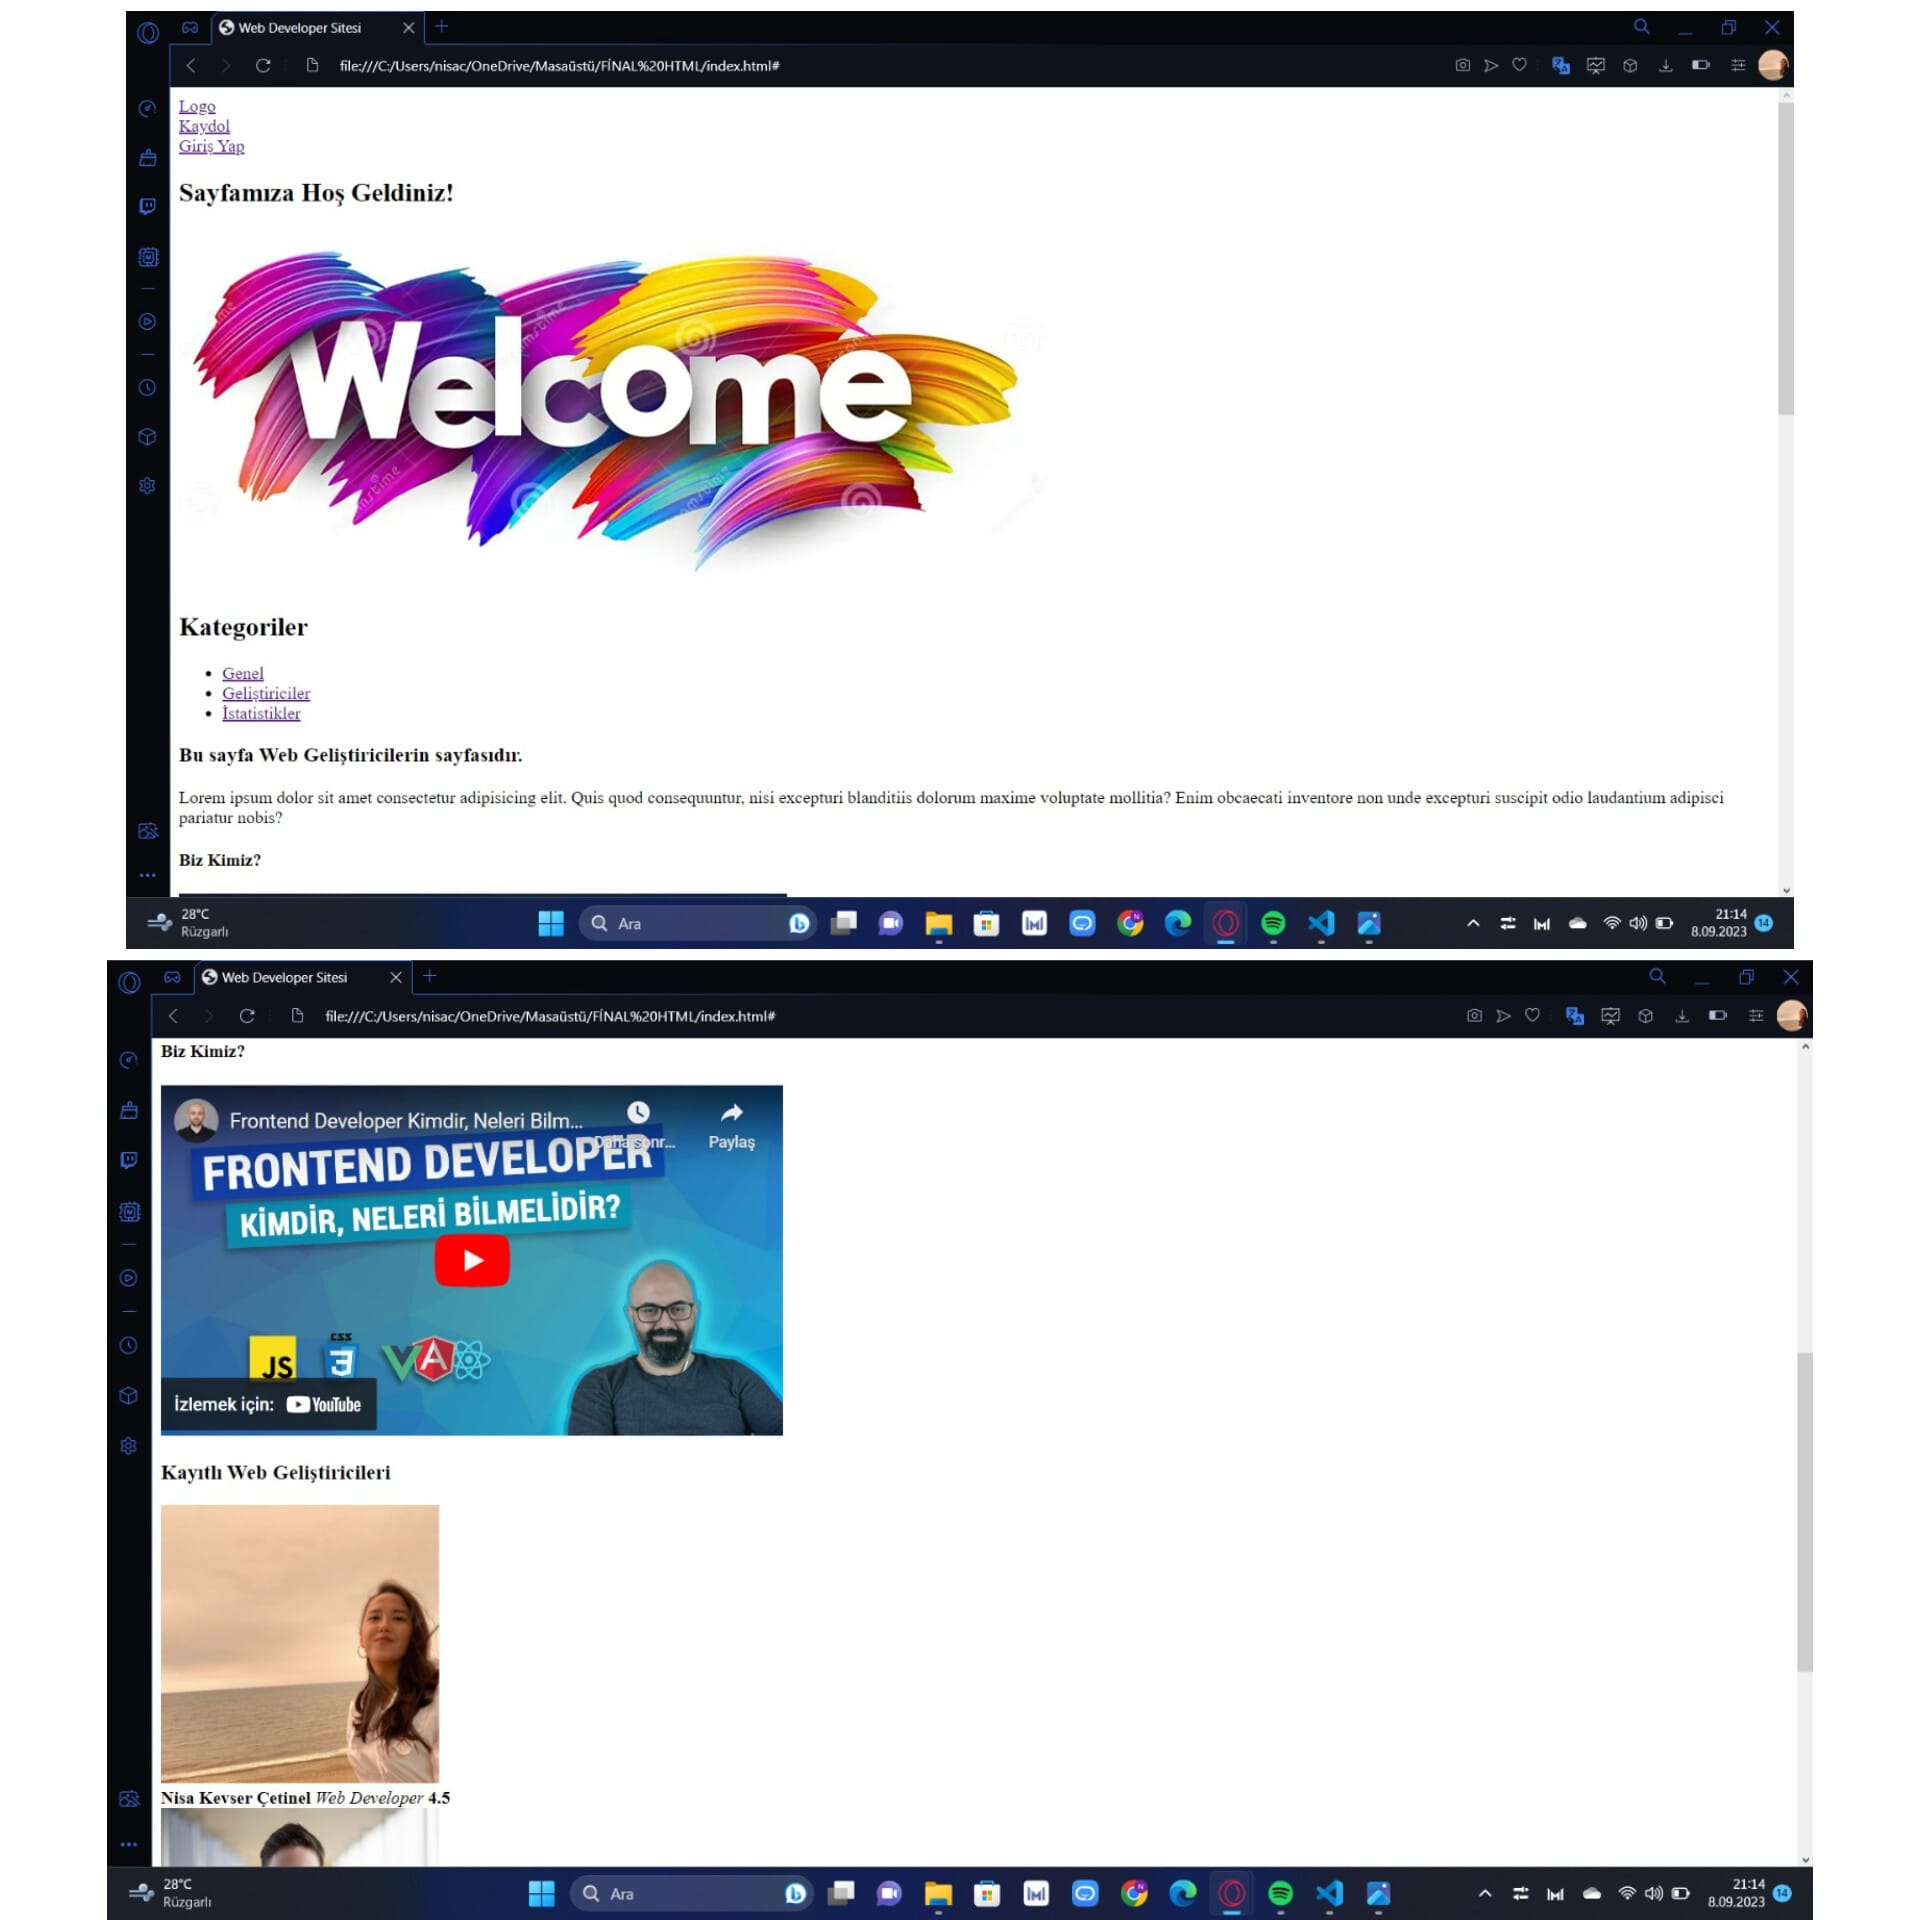 Web Developer Sitesi
file:///C:/Users/nisac/OneDrive/Masaüstü/FİNAL%20HTML/index.html#
Logo
Kaydol
Giriş Yap
Sayfamıza Hoş Geldiniz!
Welcome
Kategoriler
Genel
Geliştiriciler
İstatistikler
Bu sayfa Web Geliştiricilerin sayfasıdır.
Lorem ipsum dolor sit amet consectetur adipisicing elit. Quis quod consequuntur, nisi excepturi blanditiis dolorum maxime voluptate mollitia? Enim obcaecati inventore non unde excepturi suscipit odio laudantium adipisci
pariatur nobis?
Biz Kimiz?
28°C
Rüzgarlı
Ara
21:14
8.09.2023
14
Web Developer Sitesi
file:///C:/Users/nisac/OneDrive/Masaüstü/FİNAL%20HTML/index.html#
Biz Kimiz?
Frontend Developer Kimdir, Neleri Bilm...
Daha sonr...
Paylaş
FRONTEND DEVELOPER
KİMDİR, NELERİ BİLMELİDİR?
JS
CSS
3
A
İzlemek için: YouTube
Kayıtlı Web Geliştiricileri
Nisa Kevser Çetinel Web Developer 4.5
28°C
Rüzgarlı
Ara
21:14
8.09.2023
14